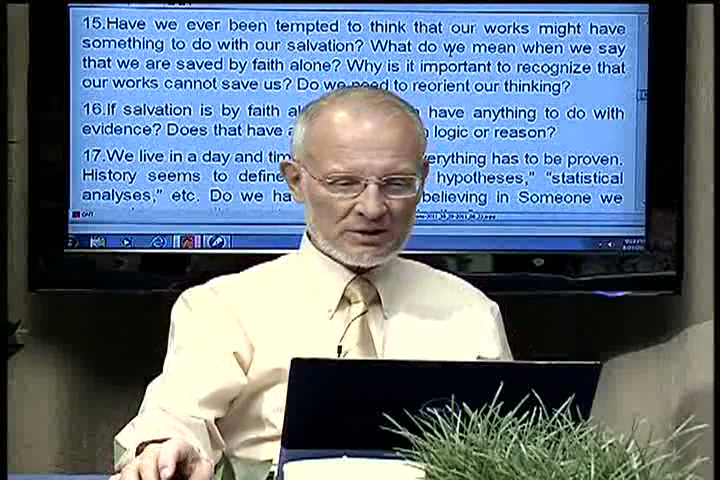 15.Have we ever been tempted to think that our works might have
something to do with our salvation? What do we mean when we say
that we are saved by faith alone? Why is it important to recognize that
our works cannot save us? Do we need to reorient our thinking?
16.If salvation is by faith have anything to do with
evidence? Does that have logic or reason?
17.We live in a day and has to be proven.
History seems to define hypotheses," "statistical
analyses," etc. Do we believing in Someone we